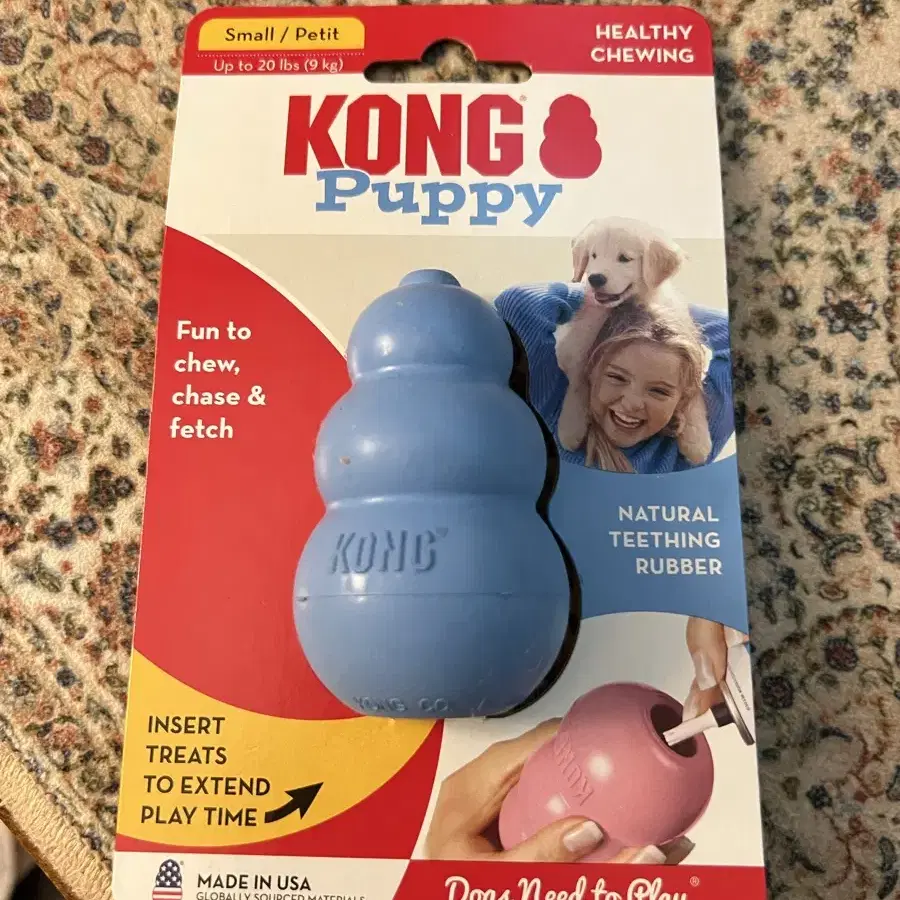 Small / Petit
Up to 20 lbs (9 kg)
HEALTHY
CHEWING
KONG®
Puppy
Fun to
chew,
chase &
fetch
KONG
KONG CO.
NATURAL
TEETHING
RUBBER
INSERT
TREATS
TO EXTEND
PLAY TIME
KONG
MADE IN USA
GLOBALLY SOURCED MATERIALS
Dogs Need to Play®